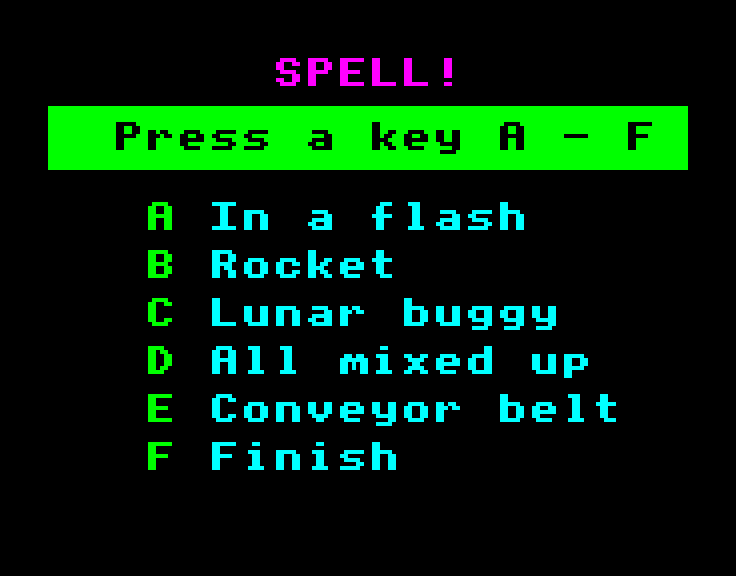 SPELL!
Press a key A - F
A In a flash
B Rocket
C Lunar buggy
D All mixed up
E Conveyor belt
F Finish